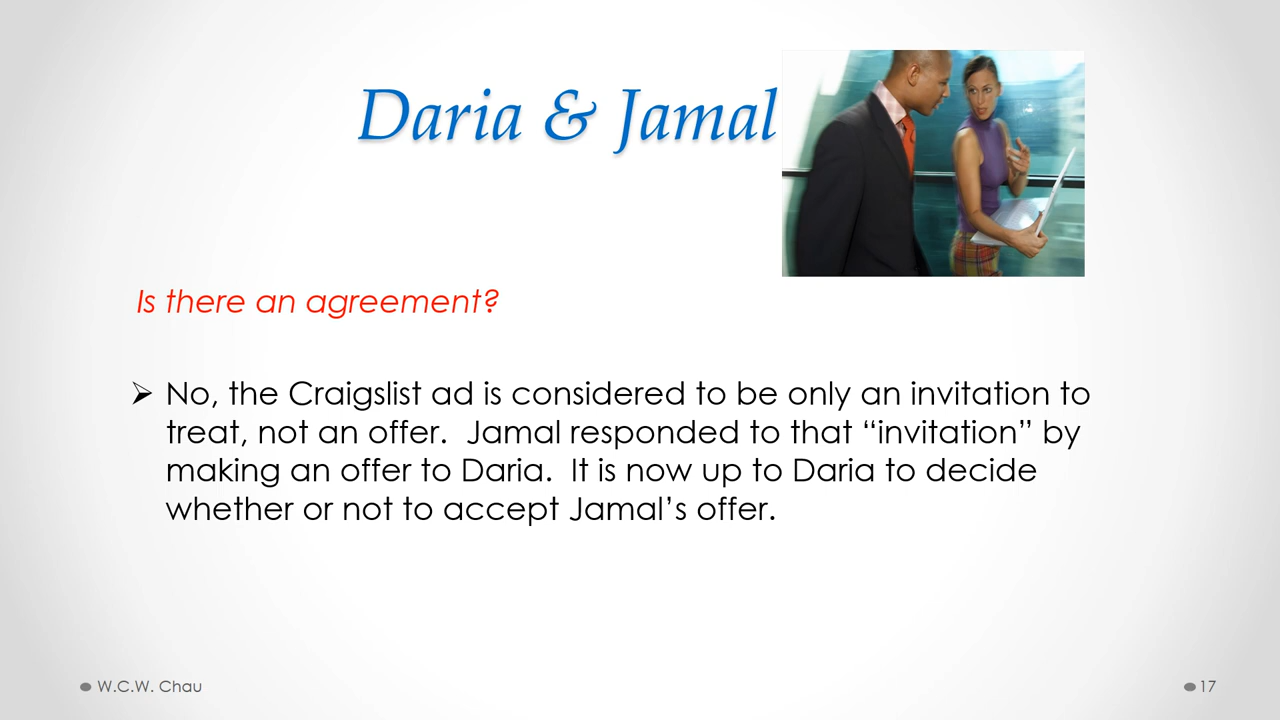 Daria & Jamal
Is there an agreement?
➢ No, the Craigslist ad is considered to be only an invitation to
treat, not an offer.  Jamal responded to that “invitation” by
making an offer to Daria.  It is now up to Daria to decide
whether or not to accept Jamal’s offer.
W.C.W. Chau
17